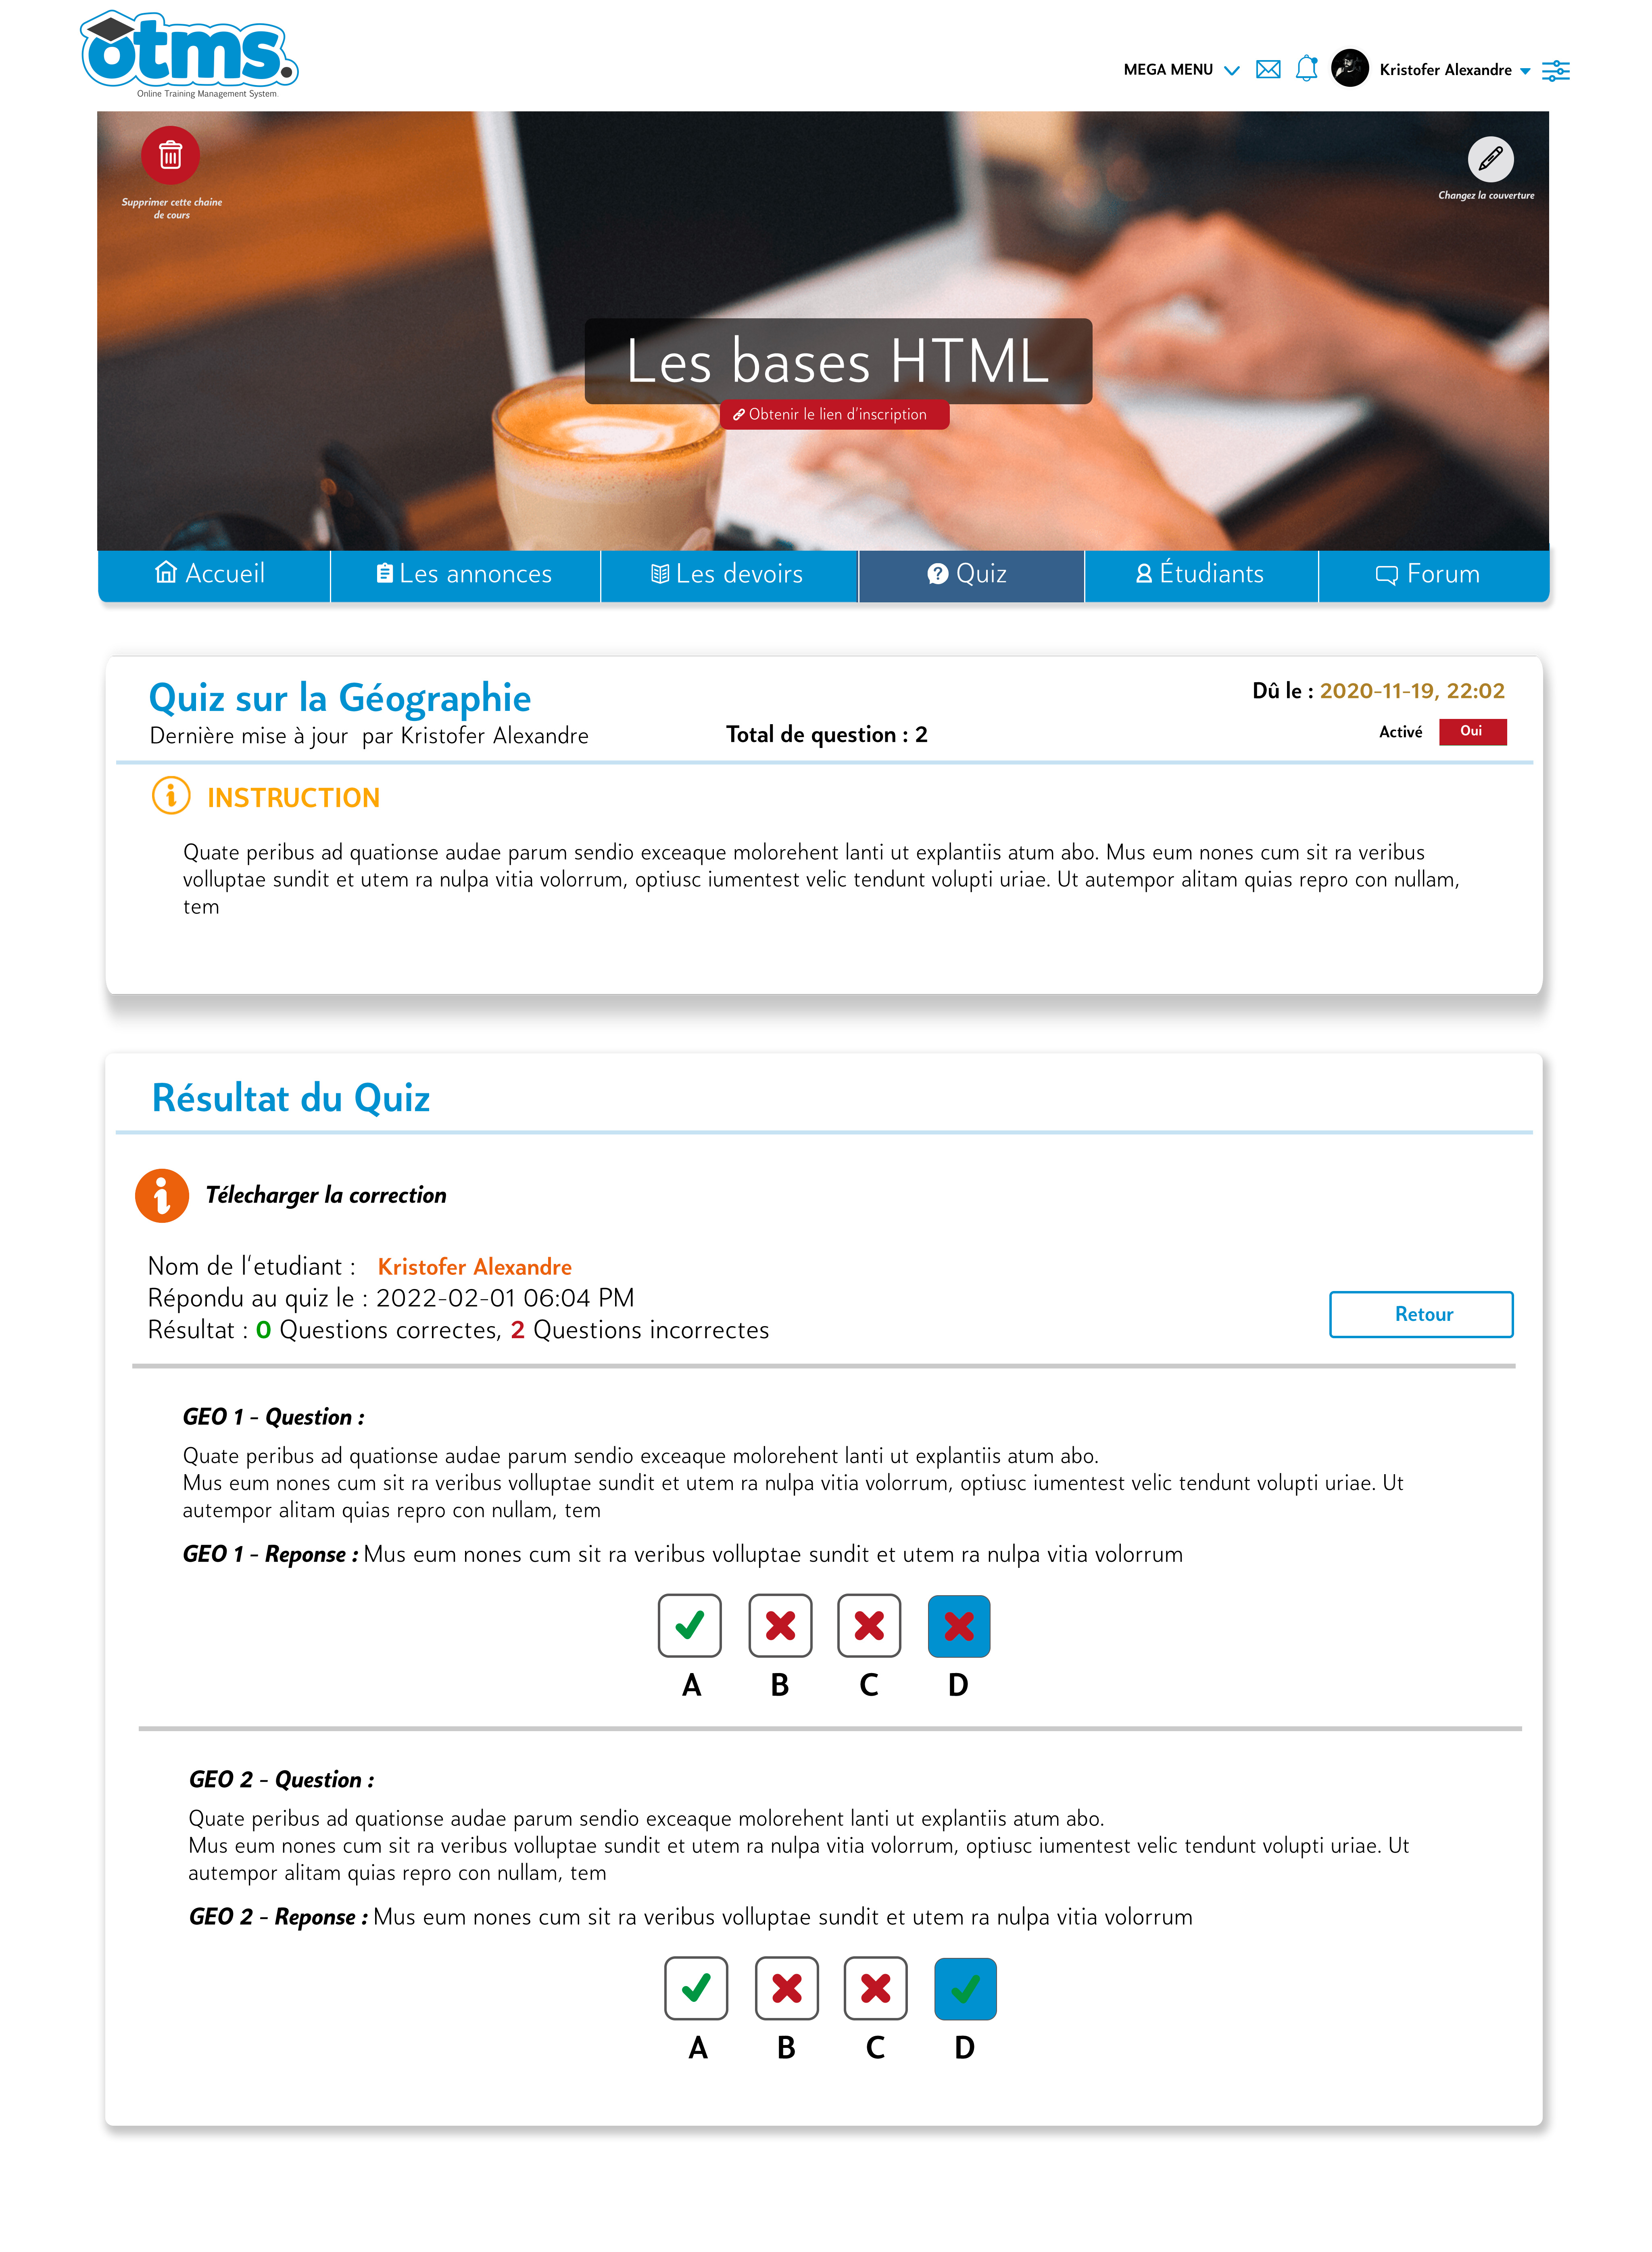 otms.
Online Training Management System
MEGA MENU
Kristofer Alexandre
Supprimer cette chaine
de cours
Changez la couverture
Les bases HTML
Obtenir le lien d'inscription
Accueil
Les annonces
Les devoirs
Quiz
Étudiants
Forum
Quiz sur la Géographie
Dû le : 2020-11-19, 22:02
Dernière mise à jour par Kristofer Alexandre
Total de question : 2
Activé
Oui
INSTRUCTION
Quate peribus ad quationse audae parum sendio exceaque molorehent lanti ut explantiis atum abo. Mus eum nones cum sit ra veribus
volluptae sundit et utem ra nulpa vitia volorrum, optiusc iumentest velic tendunt volupti uriae. Ut autempor alitam quias repro con nullam,
tem
Résultat du Quiz
Télecharger la correction
Nom de l'etudiant : Kristofer Alexandre
Répondu au quiz le : 2022-02-01 06:04 PM
Résultat : 0 Questions correctes, 2 Questions incorrectes
Retour
GEO 1 - Question :
Quate peribus ad quationse audae parum sendio exceaque molorehent lanti ut explantiis atum abo.
Mus eum nones cum sit ra veribus volluptae sundit et utem ra nulpa vitia volorrum, optiusc iumentest velic tendunt volupti uriae. Ut
autempor alitam quias repro con nullam, tem
GEO 1 - Reponse : Mus eum nones cum sit ra veribus volluptae sundit et utem ra nulpa vitia volorrum
A B C D
GEO 2 - Question :
Quate peribus ad quationse audae parum sendio exceaque molorehent lanti ut explantiis atum abo.
Mus eum nones cum sit ra veribus volluptae sundit et utem ra nulpa vitia volorrum, optiusc iumentest velic tendunt volupti uriae. Ut
autempor alitam quias repro con nullam, tem
GEO 2 - Reponse : Mus eum nones cum sit ra veribus volluptae sundit et utem ra nulpa vitia volorrum
A B C D